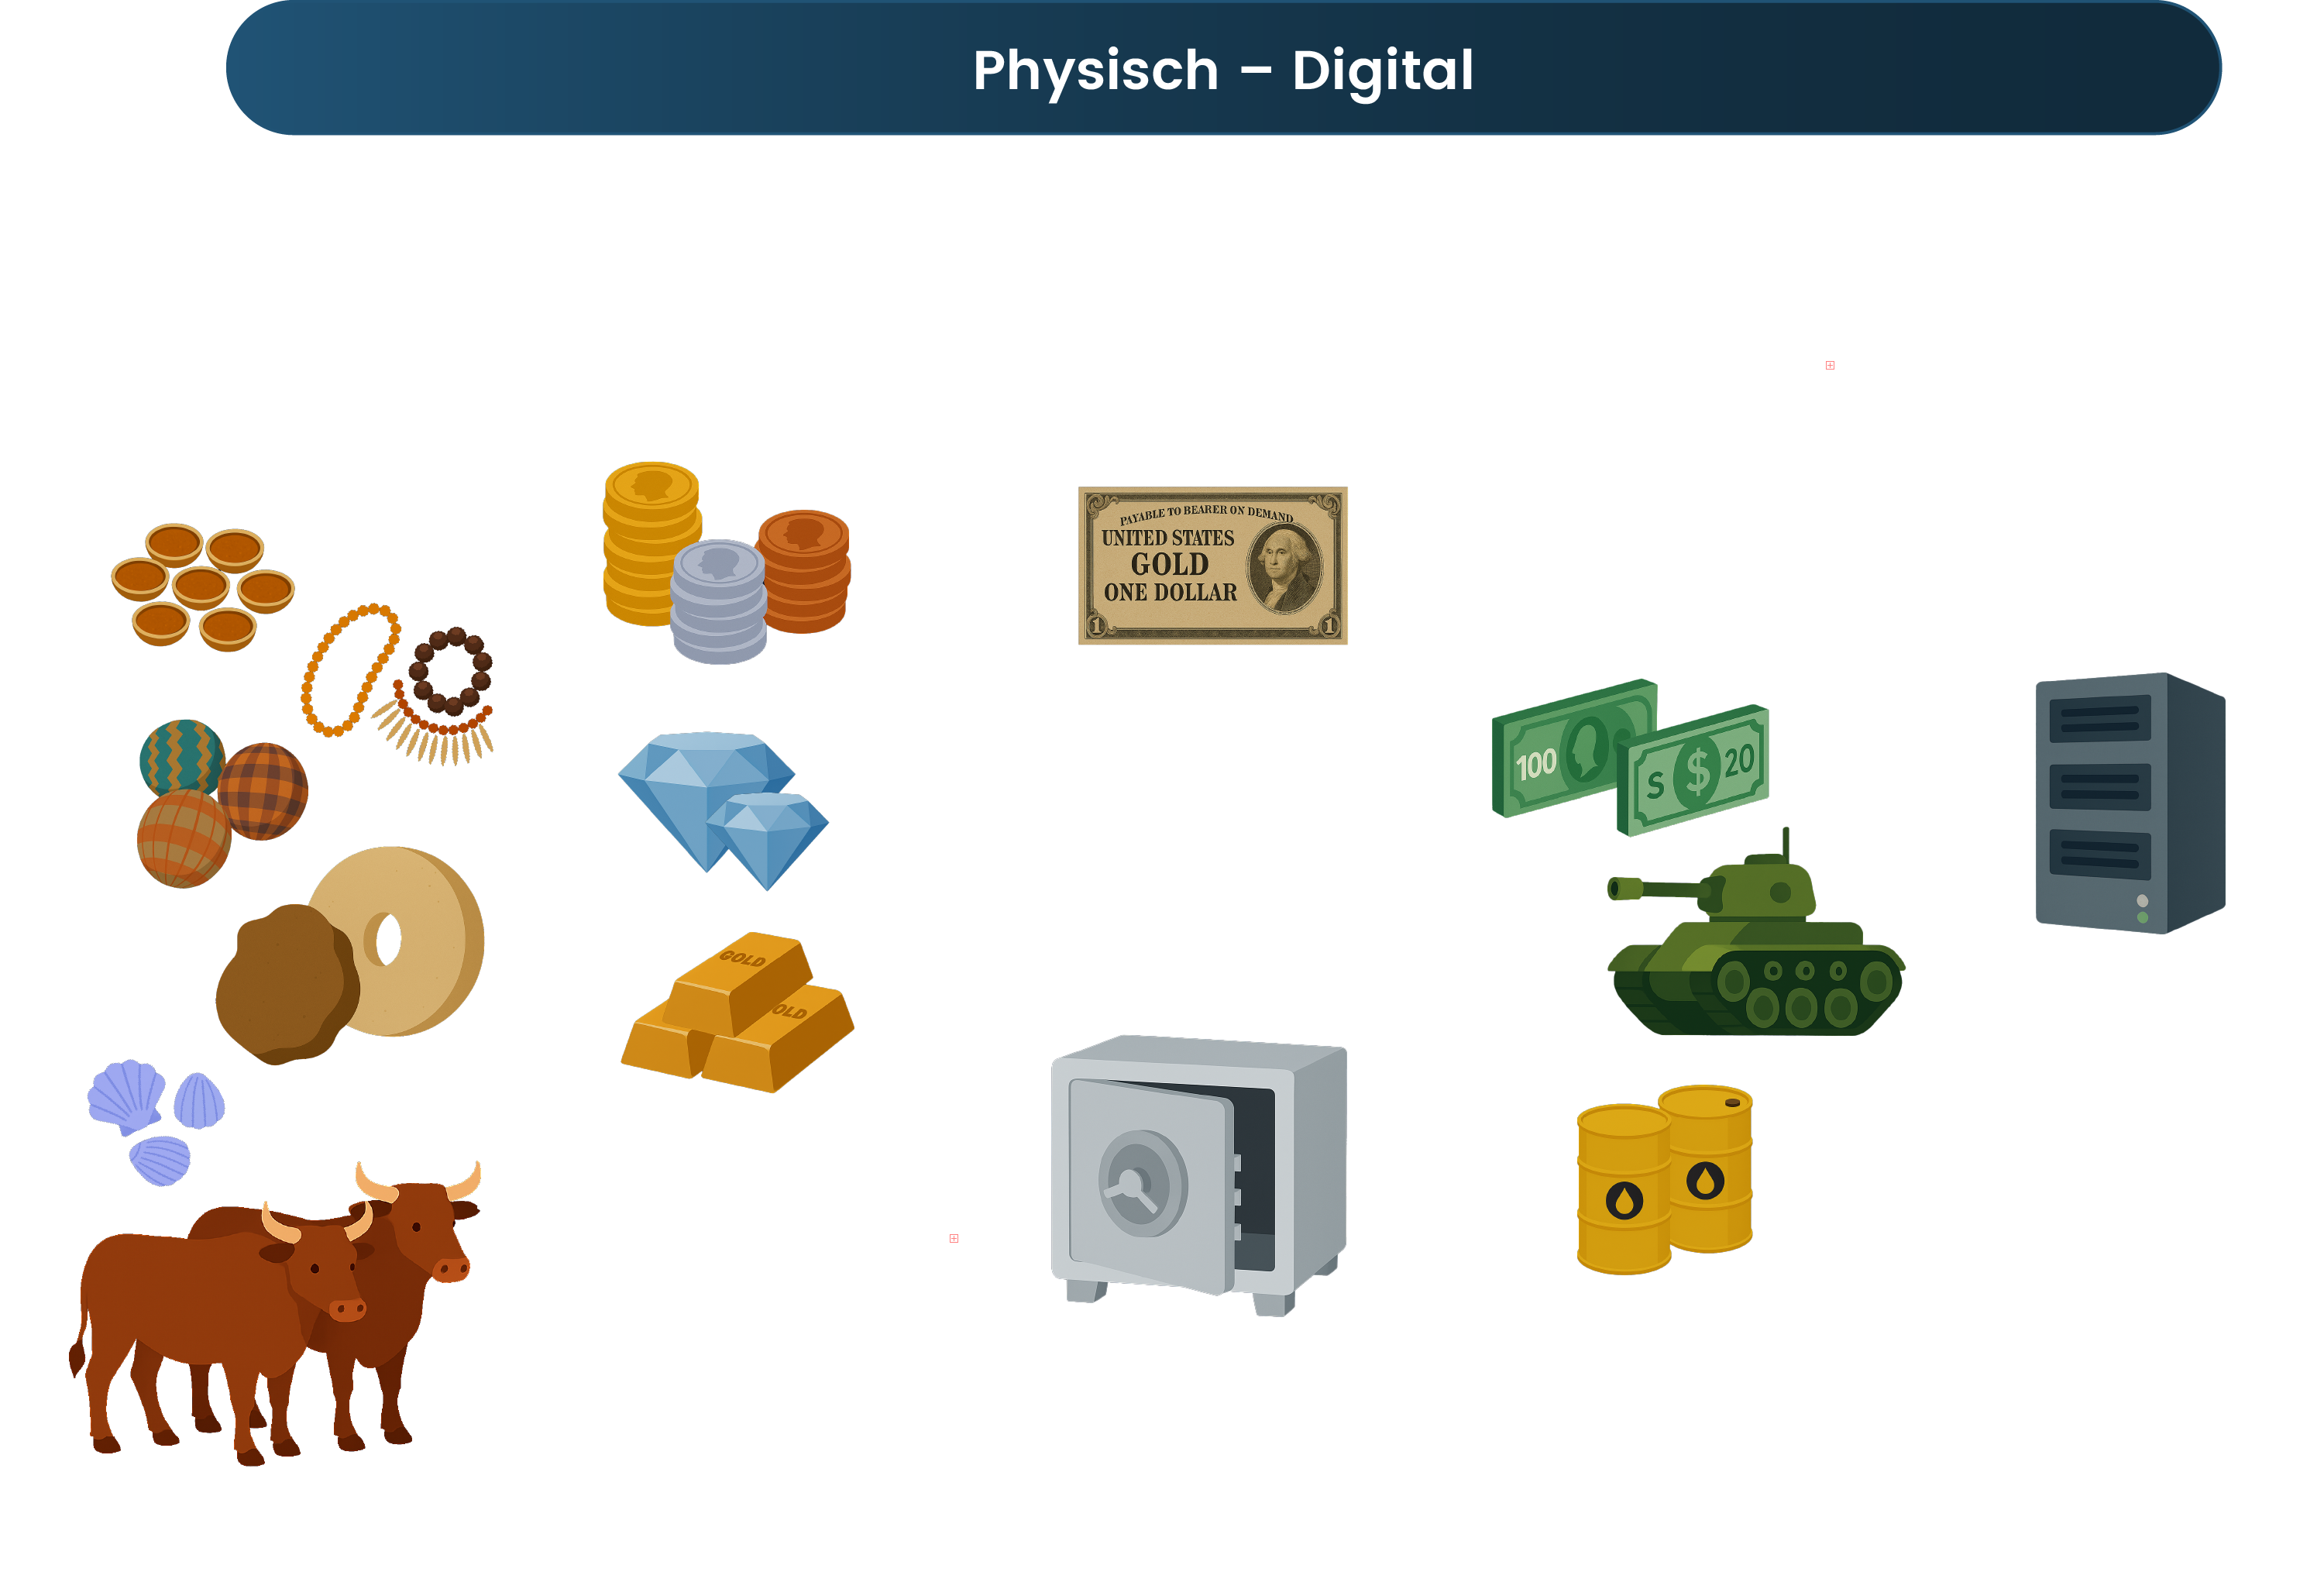 Physisch – Digital
PAYABLE TO BEARER ON DEMAND
UNITED STATES
GOLD
ONE DOLLAR
1 1
100
S $ 20
GOLD
OLD